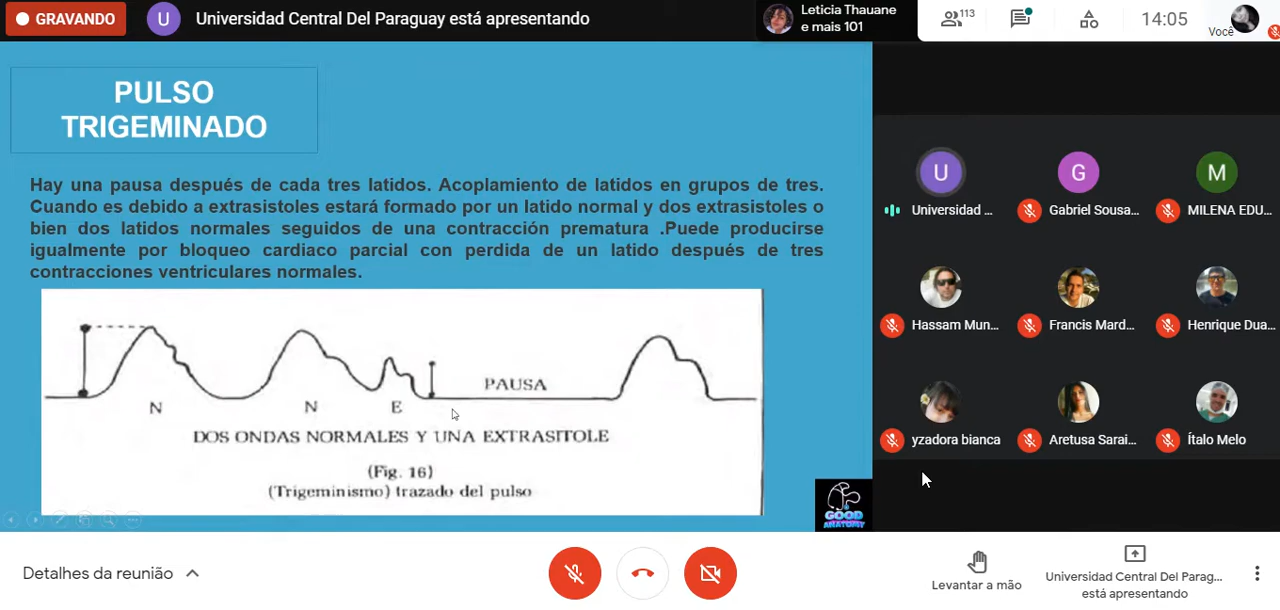 GRAVANDO
U
Universidad Central Del Paraguay está apresentando
Leticia Thauane
e mais 101
113
14:05
Você
PULSO
TRIGEMINADO
Hay una pausa después de cada tres latidos. Acoplamiento de latidos en grupos de tres.
Cuando es debido a extrasistoles estará formado por un latido normal y dos extrasistoles o
bien dos latidos normales seguidos de una contracción prematura .Puede producirse
igualmente por bloqueo cardiaco parcial con perdida de un latido después de tres
contracciones ventriculares normales.
PAUSA
N
N
E
DOS ONDAS NORMALES Y UNA EXTRASITOLE
(Fig. 16)
(Trigeminismo) trazado del pulso
GOOD
ANATOMY
U
G
M
Universidad ...
Gabriel Sousa...
MILENA EDU...
Hassam Mun...
Francis Mard...
Henrique Dua...
yzadora bianca
Aretusa Sarai...
Ítalo Melo
Detalhes da reunião
Levantar a mão
Universidad Central Del Parag...
está apresentando